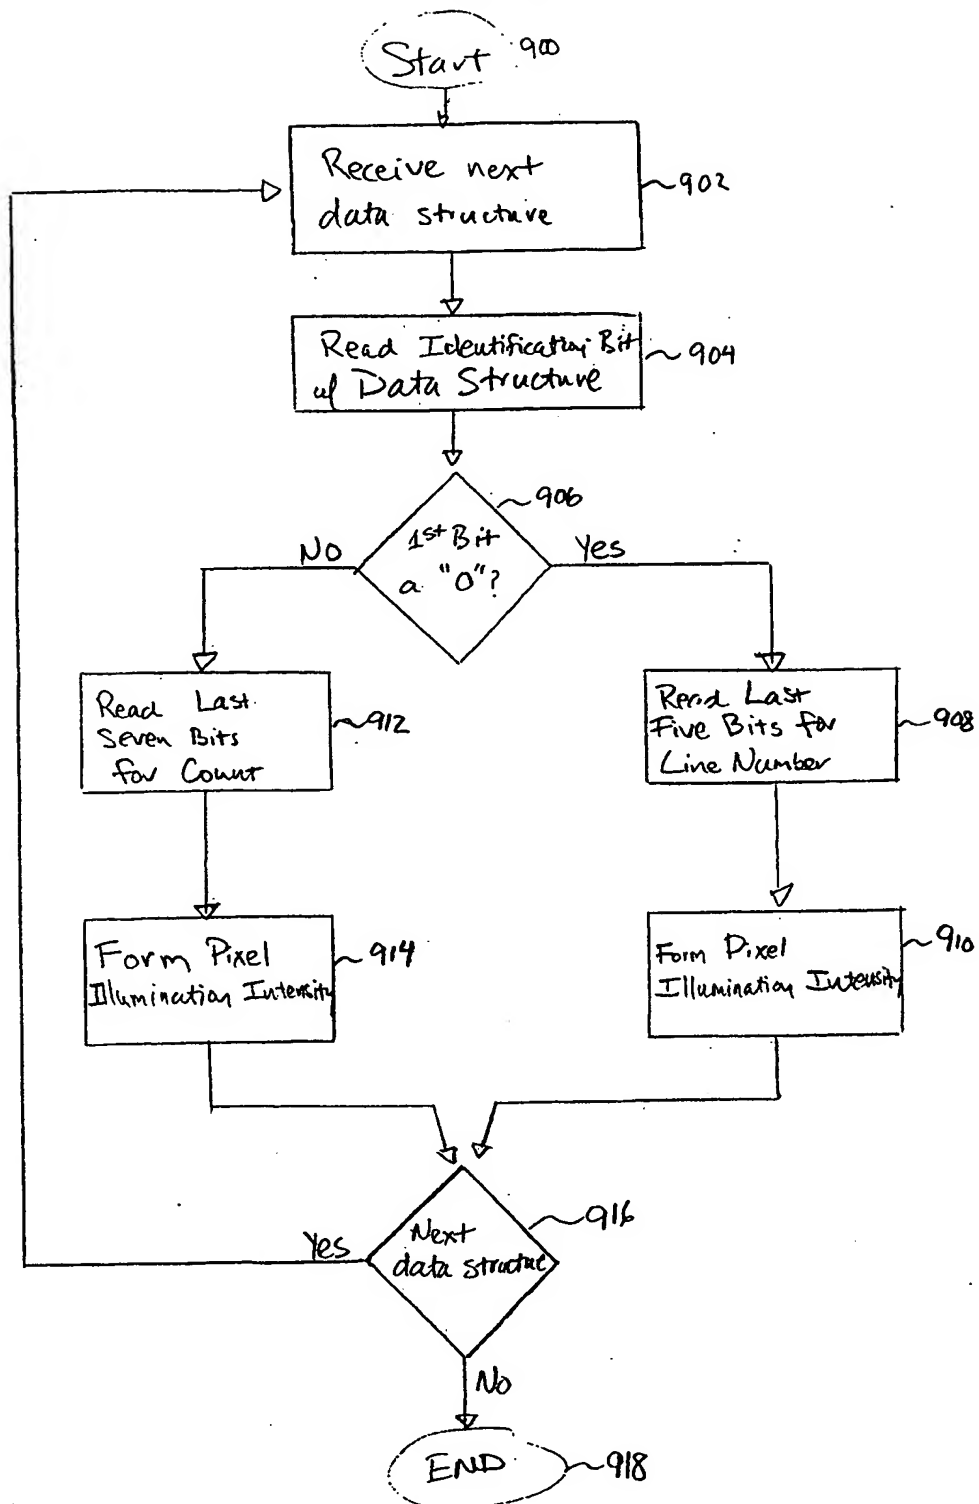 Start 900
Receive next
data structure
902
Read Identification Bit
w/ Data Structure
904
906
1st Bit
a "0"?
No
Yes
Read Last
Seven Bits
for Count
912
Read Last
Five Bits for
Line Number
908
Form Pixel
Illumination Intensity
914
Form Pixel
Illumination Intensity
910
Next
data structure
916
Yes
No
END
918